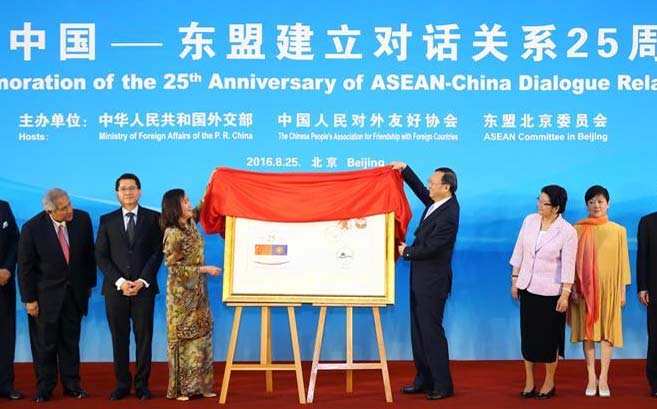 中国—东盟建立对话关系25周
moration of the 25th Anniversary of ASEAN-China Dialogue Rela
主办单位： 中华人民共和国外交部 中国人民对外友好协会 东盟北京委员会
Hosts: Ministry of Foreign Affairs of the P. R. China The Chinese People's Association for Friendship with Foreign Countries ASEAN Committee in Beijing
2016.8.25. 北京 Beijing
25